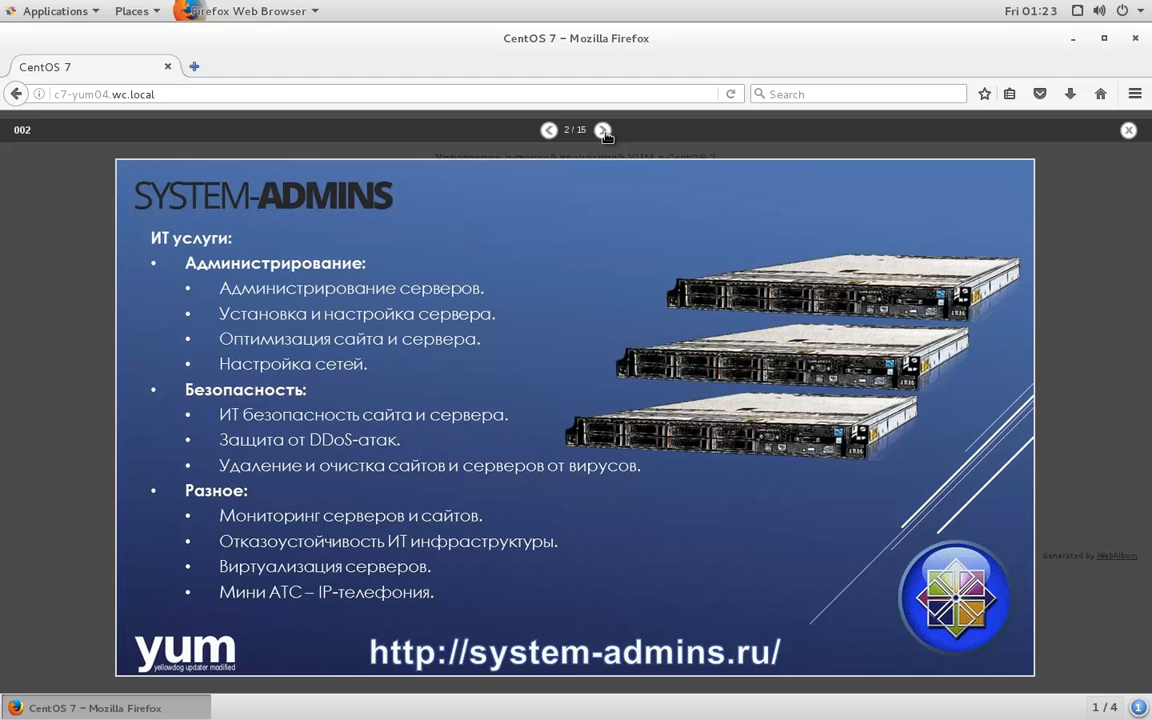 Applications
Places
Firefox Web Browser
Fri 01:23
CentOS 7 – Mozilla Firefox
CentOS 7
c7-yum04.wc.local
Search
002
2 / 15
SYSTEM-ADMINS
ИТ услуги:
• Администрирование:
• Администрирование серверов.
• Установка и настройка сервера.
• Оптимизация сайта и сервера.
• Настройка сетей.
• Безопасность:
• ИТ безопасность сайта и сервера.
• Защита от DDoS-атак.
• Удаление и очистка сайтов и серверов от вирусов.
• Разное:
• Мониторинг серверов и сайтов.
• Отказоустойчивость ИТ инфраструктуры.
• Виртуализация серверов.
• Мини АТС – IP-телефония.
IBM
IBM
IBM
Generated by
yum
yellowdog updater modified
http://system-admins.ru/
CentOS 7 – Mozilla Firefox
1 / 4
1